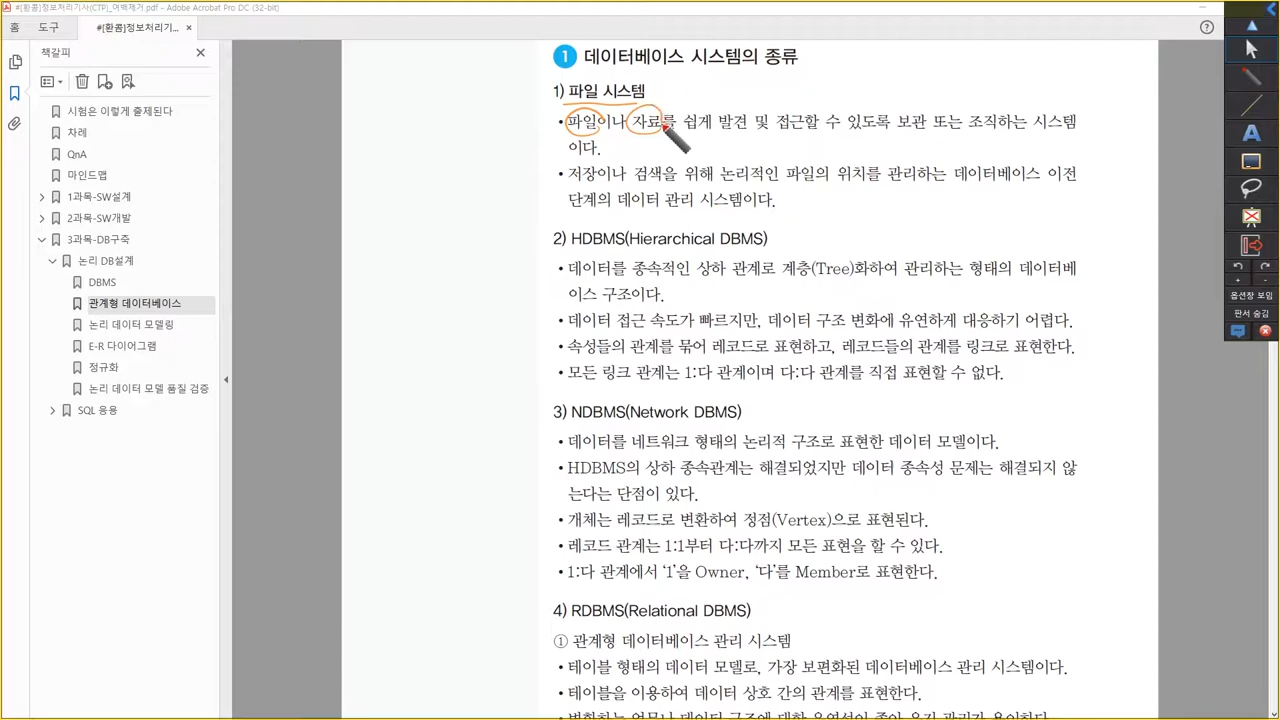 #[환콤]정보처리기사(CTP)_여백제거.pdf - Adobe Acrobat Pro DC (32-bit)
홈 도구 #[환콤]정보처리기... ×
책갈피
시험은 이렇게 출제된다
차례
QnA
마인드맵
1과목-SW설계
2과목-SW개발
3과목-DB구축
논리 DB설계
DBMS
관계형 데이터베이스
논리 데이터 모델링
E-R 다이어그램
정규화
논리 데이터 모델 품질 검증
SQL 응용
1 데이터베이스 시스템의 종류
1) 파일 시스템
• 파일이나 자료를 쉽게 발견 및 접근할 수 있도록 보관 또는 조직하는 시스템
이다.
• 저장이나 검색을 위해 논리적인 파일의 위치를 관리하는 데이터베이스 이전
단계의 데이터 관리 시스템이다.
2) HDBMS(Hierarchical DBMS)
• 데이터를 종속적인 상하 관계로 계층(Tree)화하여 관리하는 형태의 데이터베
이스 구조이다.
• 데이터 접근 속도가 빠르지만, 데이터 구조 변화에 유연하게 대응하기 어렵다.
• 속성들의 관계를 묶어 레코드로 표현하고, 레코드들의 관계를 링크로 표현한다.
• 모든 링크 관계는 1:다 관계이며 다:다 관계를 직접 표현할 수 없다.
3) NDBMS(Network DBMS)
• 데이터를 네트워크 형태의 논리적 구조로 표현한 데이터 모델이다.
• HDBMS의 상하 종속관계는 해결되었지만 데이터 종속성 문제는 해결되지 않
는다는 단점이 있다.
• 개체는 레코드로 변환하여 정점(Vertex)으로 표현된다.
• 레코드 관계는 1:1부터 다:다까지 모든 표현을 할 수 있다.
• 1:다 관계에서 ‘1’을 Owner, ‘다’를 Member로 표현한다.
4) RDBMS(Relational DBMS)
① 관계형 데이터베이스 관리 시스템
• 테이블 형태의 데이터 모델로, 가장 보편화된 데이터베이스 관리 시스템이다.
• 테이블을 이용하여 데이터 상호 간의 관계를 표현한다.
A
옵션창 보임
판서 숨김